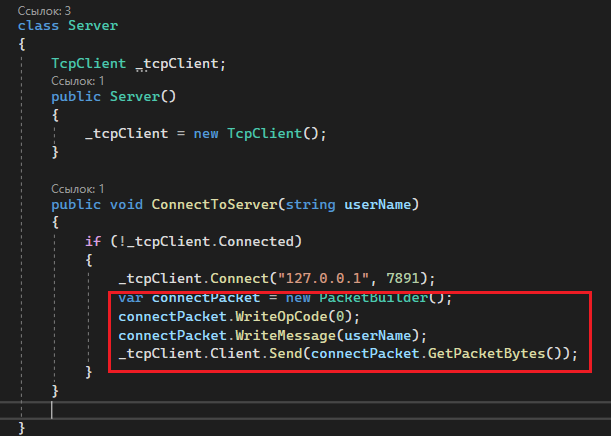 Ссылок: 3
class Server
{
TcpClient _tcpClient;
Ссылок: 1
public Server()
{
_tcpClient = new TcpClient();
}
Ссылок: 1
public void ConnectToServer(string userName)
{
if (!_tcpClient.Connected)
{
_tcpClient.Connect("127.0.0.1", 7891);
var connectPacket = new PacketBuilder();
connectPacket.WriteOpCode(0);
connectPacket.WriteMessage(userName);
_tcpClient.Client.Send(connectPacket.GetPacketBytes());
}
}
}